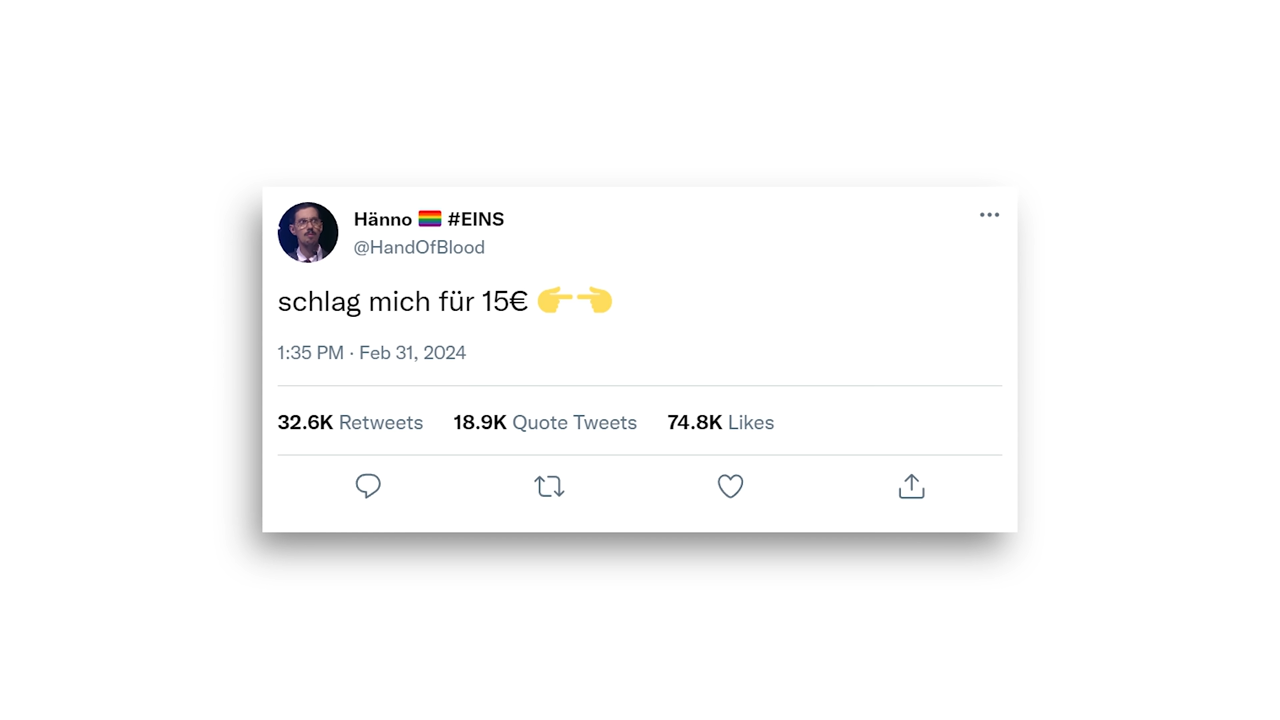 Hänno 🏳️‍🌈 #EINS
@HandOfBlood
schlag mich für 15€ 👉👈
1:35 PM · Feb 31, 2024
32.6K Retweets 18.9K Quote Tweets 74.8K Likes